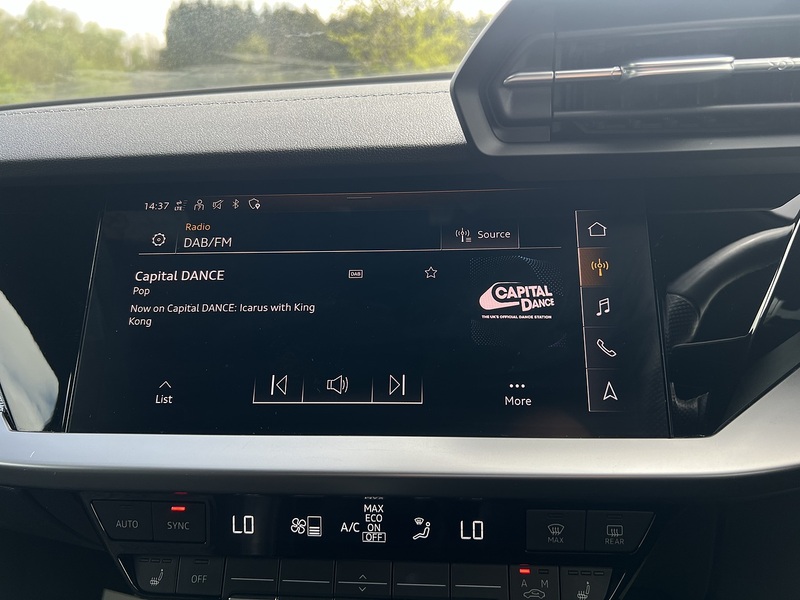 14:37 LTE
Radio
DAB/FM
Source
Capital DANCE
DAB
Pop
Now on Capital DANCE: Icarus with King
Kong
CAPITAL
DANCE
THE UK'S OFFICIAL DANCE STATION
List
More
AUTO
SYNC
LO
A/C
MAX
ECO
ON
OFF
LO
MAX
REAR
OFF
A M